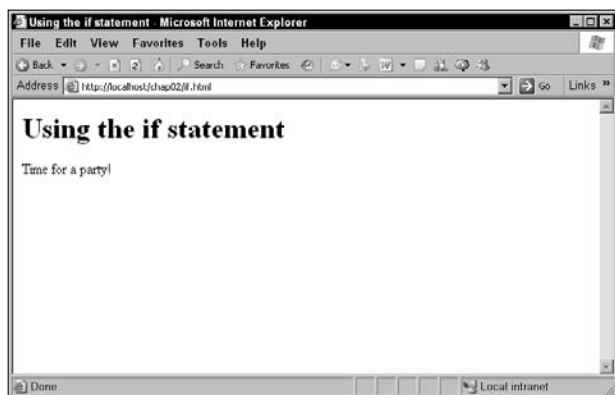 Using the if statement - Microsoft Internet Explorer
File Edit View Favorites Tools Help
Back Search Favorites
Address http://localhost/chap02/if.html Go Links »
Using the if statement
Time for a party!
Done Local intranet